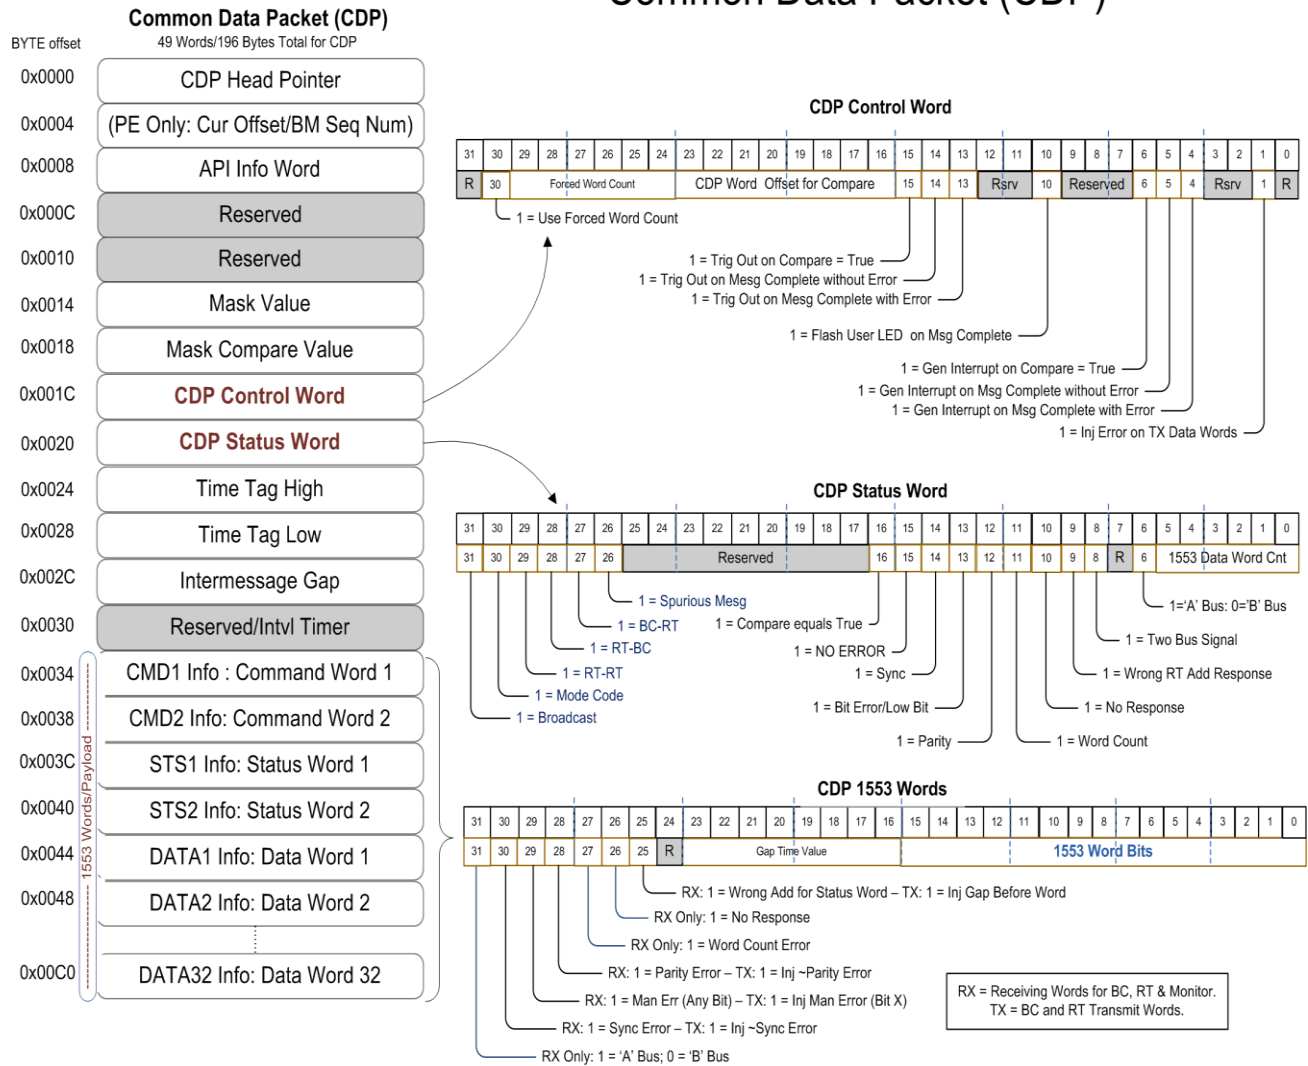 Common Data Packet (CDP)
Common Data Packet (CDP)
49 Words/196 Bytes Total for CDP
BYTE offset
0x0000 CDP Head Pointer
0x0004 (PE Only: Cur Offset/BM Seq Num)
0x0008 API Info Word
0x000C Reserved
0x0010 Reserved
0x0014 Mask Value
0x0018 Mask Compare Value
0x001C CDP Control Word
0x0020 CDP Status Word
0x0024 Time Tag High
0x0028 Time Tag Low
0x002C Intermessage Gap
0x0030 Reserved/Intvl Timer
1553 Words/Payload
0x0034 CMD1 Info : Command Word 1
0x0038 CMD2 Info: Command Word 2
0x003C STS1 Info: Status Word 1
0x0040 STS2 Info: Status Word 2
0x0044 DATA1 Info: Data Word 1
0x0048 DATA2 Info: Data Word 2
0x00C0 DATA32 Info: Data Word 32
CDP Control Word
31 30 29 28 27 26 25 24 23 22 21 20 19 18 17 16 15 14 13 12 11 10 9 8 7 6 5 4 3 2 1 0
R 30 Forced Word Count CDP Word Offset for Compare 15 14 13 Rsrv 10 Reserved 6 5 4 Rsrv 1 R
1 = Use Forced Word Count
1 = Trig Out on Compare = True
1 = Trig Out on Mesg Complete without Error
1 = Trig Out on Mesg Complete with Error
1 = Flash User LED on Msg Complete
1 = Gen Interrupt on Compare = True
1 = Gen Interrupt on Msg Complete without Error
1 = Gen Interrupt on Msg Complete with Error
1 = Inj Error on TX Data Words
CDP Status Word
31 30 29 28 27 26 25 24 23 22 21 20 19 18 17 16 15 14 13 12 11 10 9 8 7 6 5 4 3 2 1 0
31 30 29 28 27 26 Reserved 16 15 14 13 12 11 10 9 8 R 6 1553 Data Word Cnt
1 = Spurious Mesg
1 = BC-RT
1 = RT-BC
1 = RT-RT
1 = Mode Code
1 = Broadcast
1 = Compare equals True
1 = NO ERROR
1 = Sync
1 = Bit Error/Low Bit
1 = Parity
1='A' Bus: 0='B' Bus
1 = Two Bus Signal
1 = Wrong RT Add Response
1 = No Response
1 = Word Count
CDP 1553 Words
31 30 29 28 27 26 25 24 23 22 21 20 19 18 17 16 15 14 13 12 11 10 9 8 7 6 5 4 3 2 1 0
31 30 29 28 27 26 25 R Gap Time Value 1553 Word Bits
RX: 1 = Wrong Add for Status Word – TX: 1 = Inj Gap Before Word
RX Only: 1 = No Response
RX Only: 1 = Word Count Error
RX: 1 = Parity Error – TX: 1 = Inj ~Parity Error
RX: 1 = Man Err (Any Bit) – TX: 1 = Inj Man Error (Bit X)
RX: 1 = Sync Error – TX: 1 = Inj ~Sync Error
RX Only: 1 = 'A' Bus; 0 = 'B' Bus
RX = Receiving Words for BC, RT & Monitor.
TX = BC and RT Transmit Words.